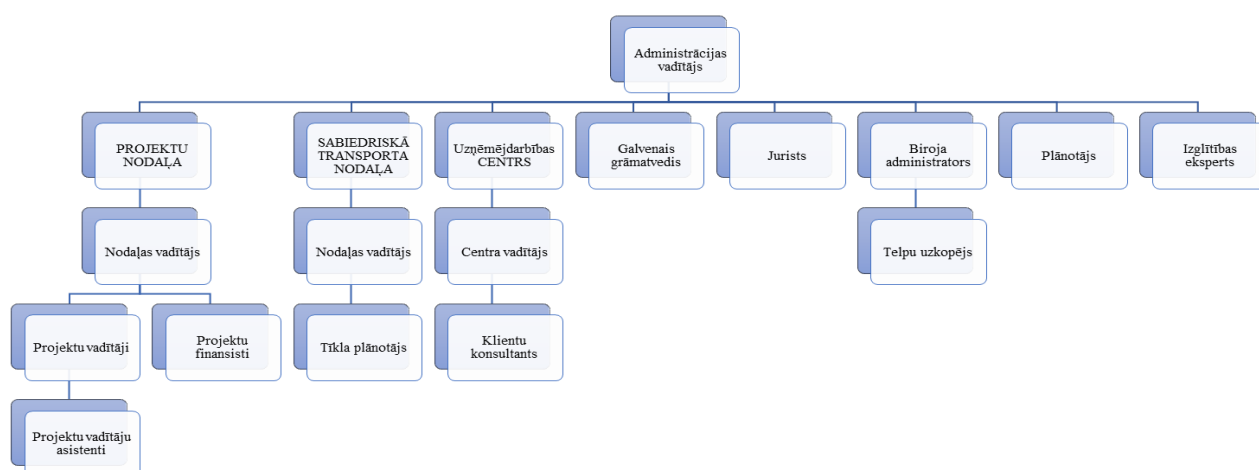 Administrācijas
vadītājs
PROJEKTU
NODAĻA
SABIEDRISKĀ
TRANSPORTA
NODAĻA
Uzņēmējdarbības
CENTRS
Galvenais
grāmatvedis
Jurists
Biroja
administrators
Plānotājs
Izglītības
eksperts
Nodaļas vadītājs
Nodaļas vadītājs
Centra vadītājs
Telpu uzkopējs
Projektu vadītāji
Projektu
finansisti
Tīkla plānotājs
Klientu
konsultants
Projektu vadītāju
asistenti